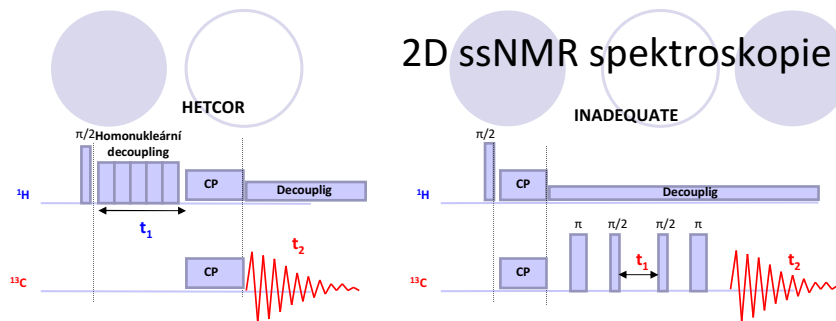 2D ssNMR spektroskopie
HETCOR
π/2
Homonukleární
decoupling
CP
Decouplig
¹H
t₁
t₂
CP
¹³C
INADEQUATE
π/2
CP
Decouplig
¹H
π
π/2
π/2
π
t₁
t₂
CP
¹³C